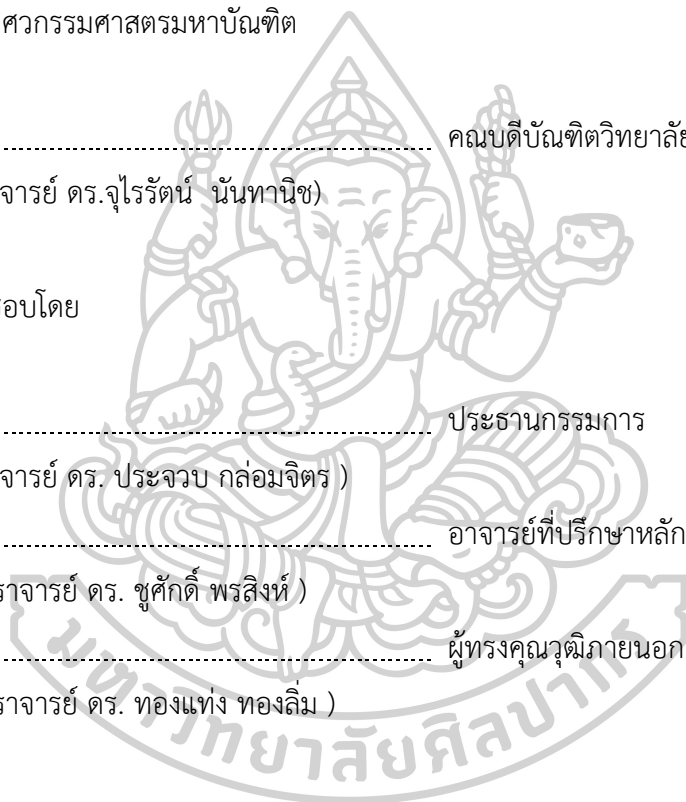 ศวกรรมศาสตรมหาบัณฑิต
คณบดีบัณฑิตวิทยาลัย
จารย์ ดร.จุไรรัตน์ นันทานิช)
อบโดย
ประธานกรรมการ
จารย์ ดร. ประจวบ กล่อมจิตร )
อาจารย์ที่ปรึกษาหลัก
ราจารย์ ดร. ชูศักดิ์ พรสิงห์ )
ผู้ทรงคุณวุฒิภายนอก
ราจารย์ ดร. ทองแท่ง ทองลิ่ม )
มหาวิทยาลัยศิลปากร